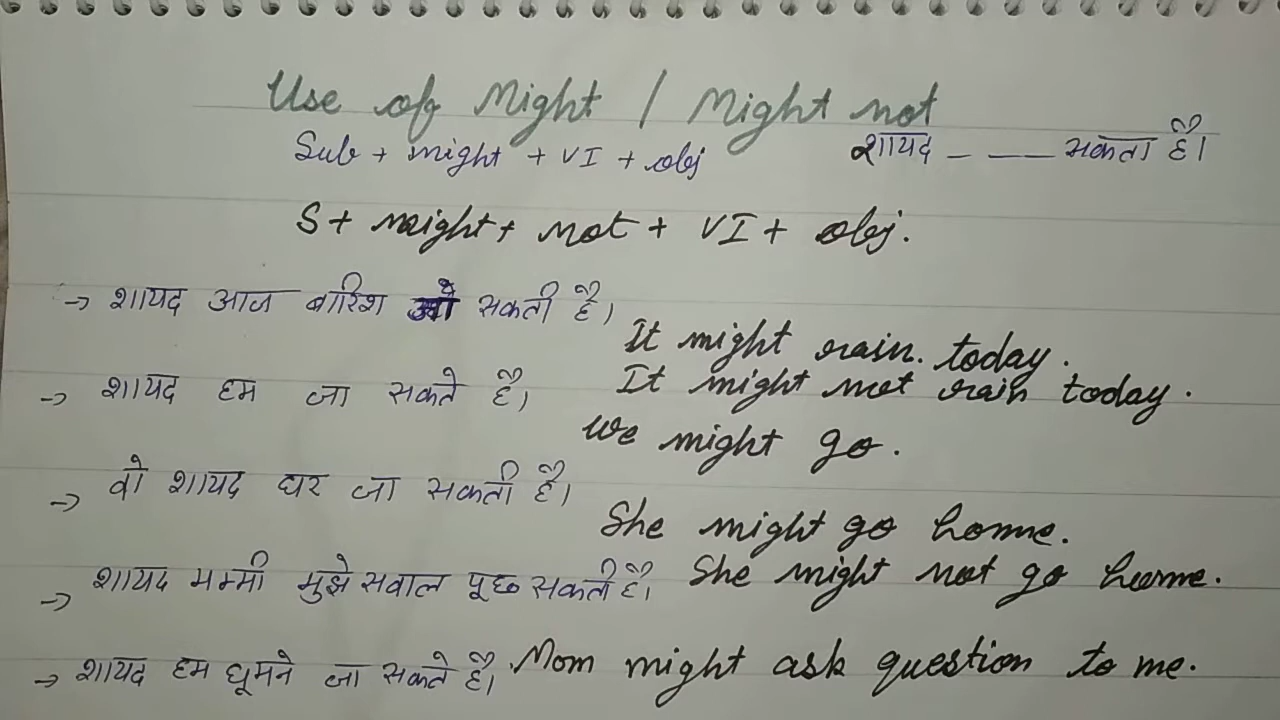 Use of Might / Might not
Sub + might + VI + obj शायद - — सकता है।
S + might + not + VI + obj.
→ शायद आज बारिश सकती है।
It might rain. today.
→ शायद हम जा सकते है।
It might not rain today.
We might go.
→ वो शायद घर जा सकती है।
She might go home.
→ शायद मम्मी मुझे सवाल पूछ सकती है।
She might not go home.
→ शायद हम घूमने जा सकते है।
Mom might ask question to me.